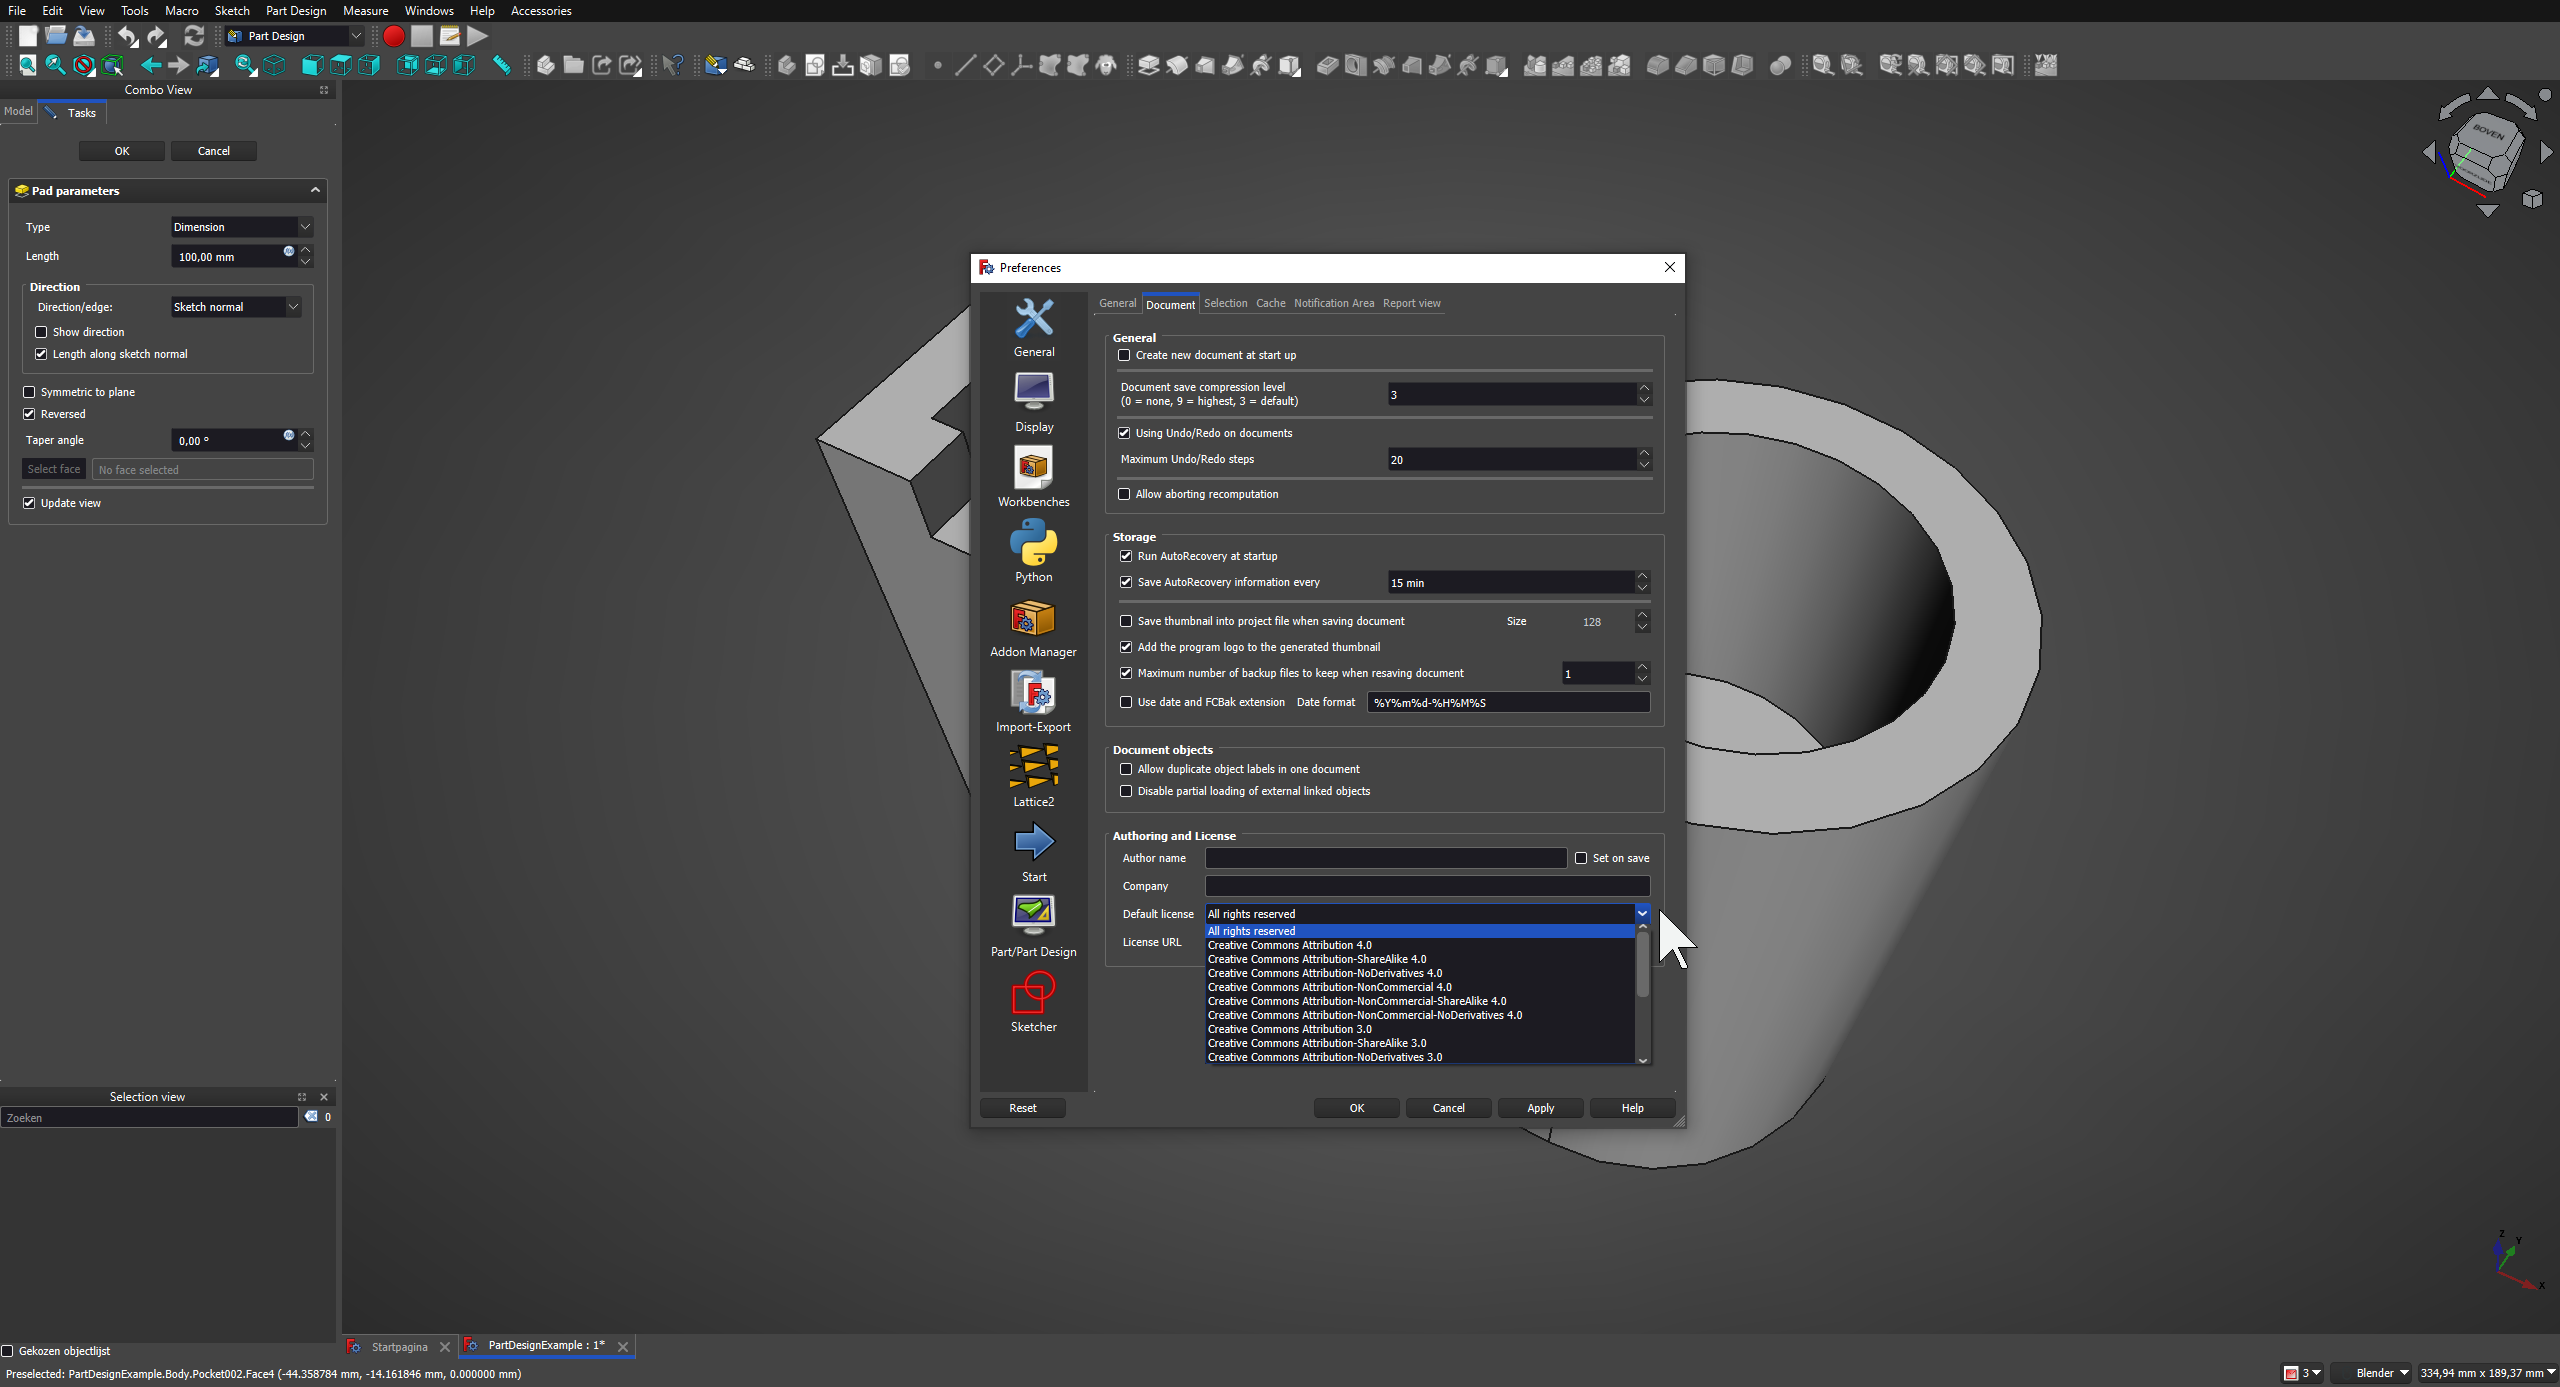 File Edit View Tools Macro Sketch Part Design Measure Windows Help Accessories
Part Design
Combo View
Model Tasks
OK Cancel
Pad parameters
Type Dimension
Length 100,00 mm
Direction
Direction/edge: Sketch normal
Show direction
Length along sketch normal
Symmetric to plane
Reversed
Taper angle 0,00 °
Select face No face selected
Update view
BOVEN
Preferences
General
Display
Workbenches
Python
Addon Manager
Import-Export
Lattice2
Start
Part/Part Design
Sketcher
General Document Selection Cache Notification Area Report view
General
Create new document at start up
Document save compression level
(0 = none, 9 = highest, 3 = default) 3
Using Undo/Redo on documents
Maximum Undo/Redo steps 20
Allow aborting recomputation
Storage
Run AutoRecovery at startup
Save AutoRecovery information every 15 min
Save thumbnail into project file when saving document Size 128
Add the program logo to the generated thumbnail
Maximum number of backup files to keep when resaving document 1
Use date and FCBak extension Date format %Y%m%d-%H%M%S
Document objects
Allow duplicate object labels in one document
Disable partial loading of external linked objects
Authoring and License
Author name Set on save
Company
Default license All rights reserved
License URL
All rights reserved
Creative Commons Attribution 4.0
Creative Commons Attribution-ShareAlike 4.0
Creative Commons Attribution-NoDerivatives 4.0
Creative Commons Attribution-NonCommercial 4.0
Creative Commons Attribution-NonCommercial-ShareAlike 4.0
Creative Commons Attribution-NonCommercial-NoDerivatives 4.0
Creative Commons Attribution 3.0
Creative Commons Attribution-ShareAlike 3.0
Creative Commons Attribution-NoDerivatives 3.0
Reset OK Cancel Apply Help
Selection view
Zoeken 0
Z
Y
X
Startpagina PartDesignExample : 1*
Gekozen objectlijst
Preselected: PartDesignExample.Body.Pocket002.Face4 (-44.358784 mm, -14.161846 mm, 0.000000 mm)
3 Blender 334,94 mm x 189,37 mm